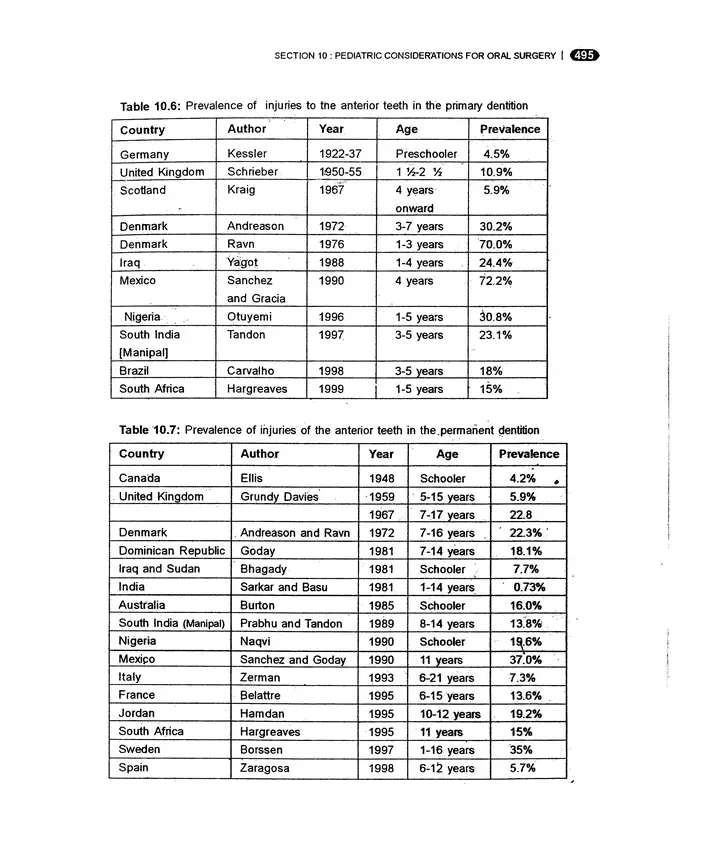 SECTION 10 : PEDIATRIC CONSIDERATIONS FOR ORAL SURGERY | 495
Table 10.6: Prevalence of injuries to the anterior teeth in the primary dentition
Country Author Year Age Prevalence
Germany Kessler 1922-37 Preschooler 4.5%
United Kingdom Schrieber 1950-55 1 ½-2 ½ 10.9%
Scotland Kraig 1967 4 years 5.9%
onward
Denmark Andreason 1972 3-7 years 30.2%
Denmark Ravn 1976 1-3 years 70.0%
Iraq Yagot 1988 1-4 years 24.4%
Mexico Sanchez 1990 4 years 72.2%
and Gracia
Nigeria Otuyemi 1996 1-5 years 30.8%
South India Tandon 1997 3-5 years 23.1%
[Manipal]
Brazil Carvalho 1998 3-5 years 18%
South Africa Hargreaves 1999 1-5 years 15%
Table 10.7: Prevalence of injuries of the anterior teeth in the permanent dentition
Country Author Year Age Prevalence
Canada Ellis 1948 Schooler 4.2%
United Kingdom Grundy Davies 1959 5-15 years 5.9%
1967 7-17 years 22.8
Denmark Andreason and Ravn 1972 7-16 years 22.3%
Dominican Republic Goday 1981 7-14 years 18.1%
Iraq and Sudan Bhagady 1981 Schooler 7.7%
India Sarkar and Basu 1981 1-14 years 0.73%
Australia Burton 1985 Schooler 16.0%
South India (Manipal) Prabhu and Tandon 1989 8-14 years 13.8%
Nigeria Naqvi 1990 Schooler 19.6%
Mexico Sanchez and Goday 1990 11 years 37.0%
Italy Zerman 1993 6-21 years 7.3%
France Belattre 1995 6-15 years 13.6%
Jordan Hamdan 1995 10-12 years 19.2%
South Africa Hargreaves 1995 11 years 15%
Sweden Borssen 1997 1-16 years 35%
Spain Zaragosa 1998 6-12 years 5.7%